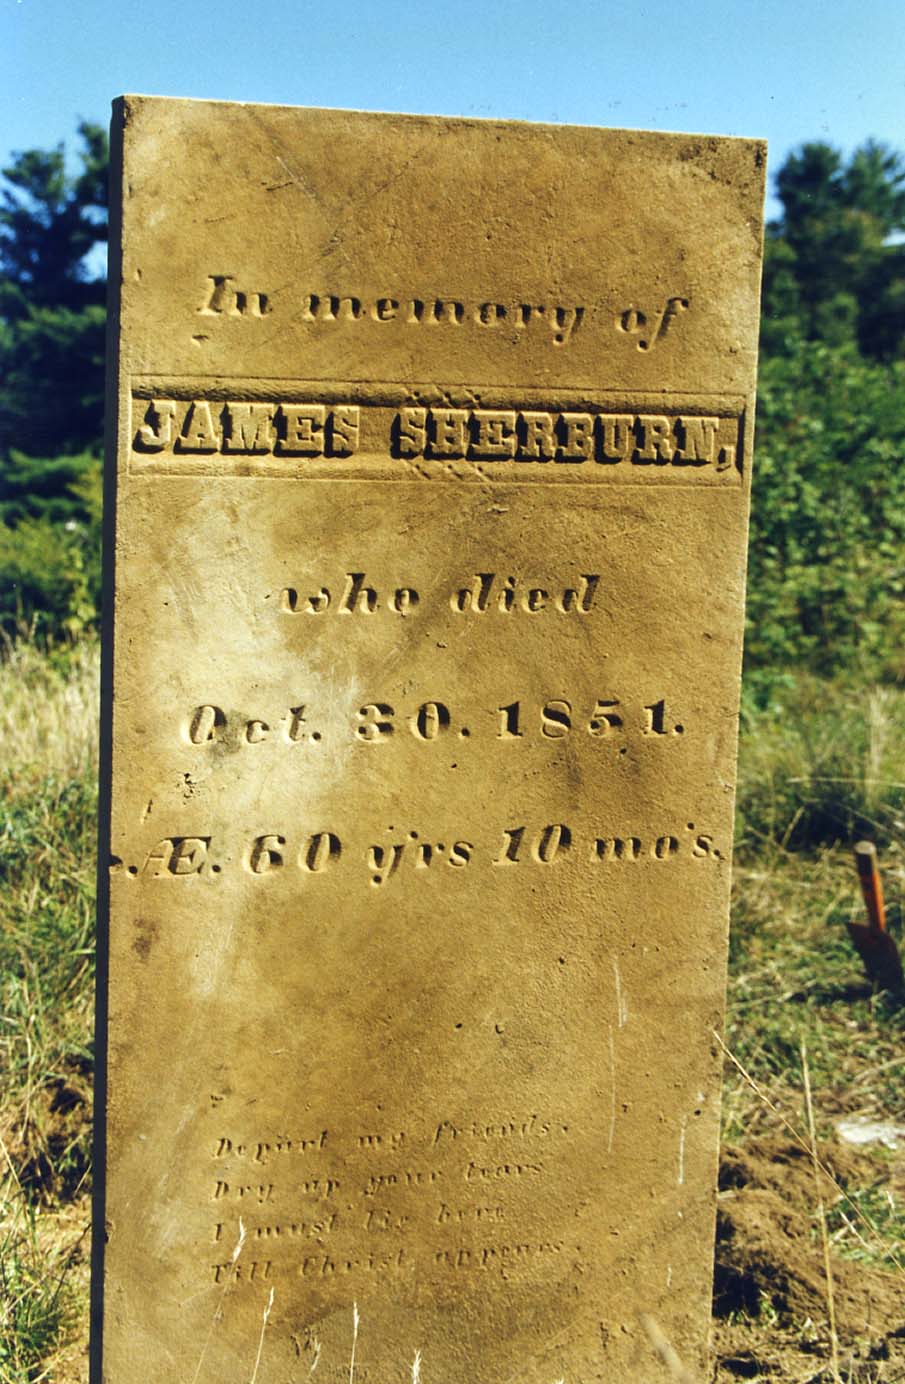 In memory of
JAMES SHERBURN,
who died
Oct. 30. 1851.
Æ. 60 y'rs 10 mo's.
Depart my friends.
Dry up your tears
I must lie here
Till Christ appears.